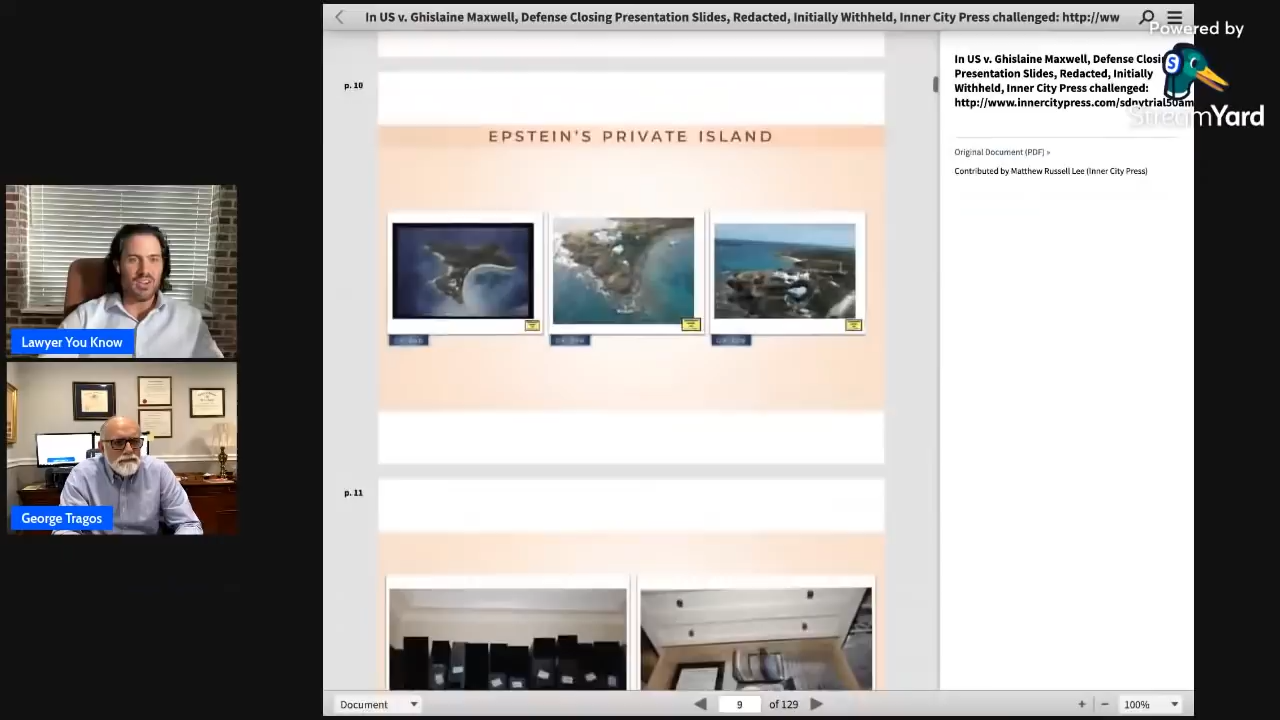 In US v. Ghislaine Maxwell, Defense Closing Presentation Slides, Redacted, Initially Withheld, Inner City Press challenged: http://ww
Powered by
StreamYard
p. 10
EPSTEIN'S PRIVATE ISLAND
In US v. Ghislaine Maxwell, Defense Closin
Presentation Slides, Redacted, Initially
Withheld, Inner City Press challenged:
http://www.innercitypress.com/sdnytrial50am
Original Document (PDF) »
Contributed by Matthew Russell Lee (Inner City Press)
Lawyer You Know
George Tragos
p. 11
Document
9
of 129
+
–
100%